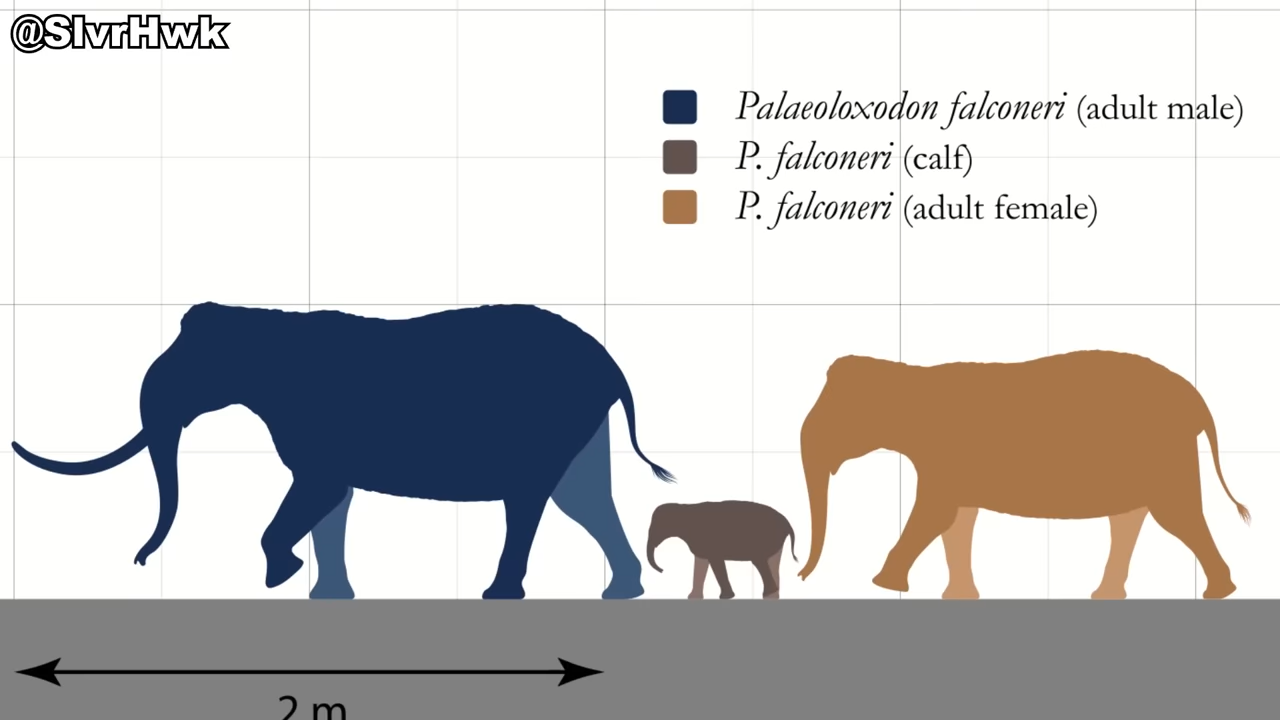 @SlvrHwk
Palaeoloxodon falconeri (adult male)
P. falconeri (calf)
P. falconeri (adult female)
2 m